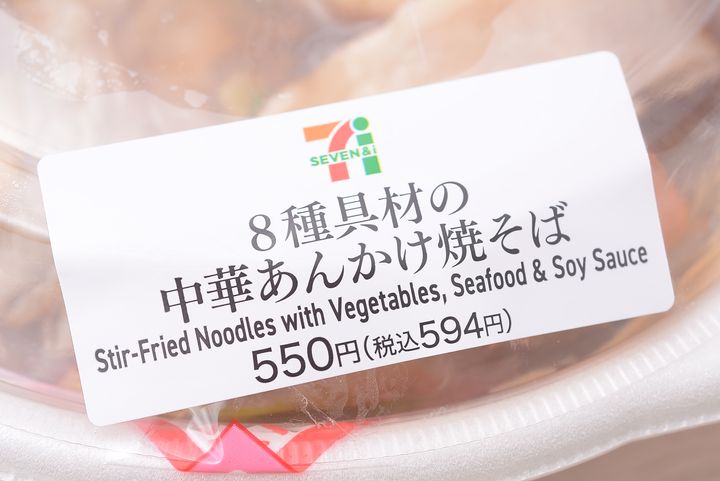 SEVEN&i
8種具材の
中華あんかけ焼そば
Stir-Fried Noodles with Vegetables, Seafood & Soy Sauce
550円(税込594円)